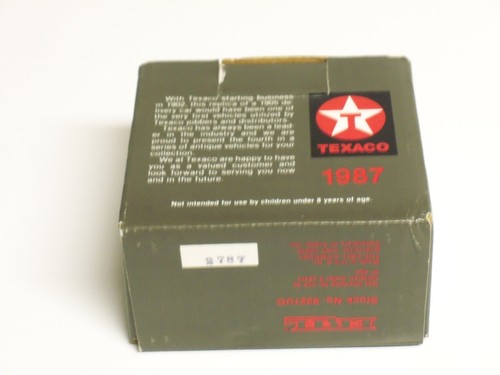 With Texaco starting business
in 1902, this replica of a 1905 de
livery car would have been one of
the very first vehicles utilized by
Texaco jobbers and distributors.
Texaco has always been a lead
er in the industry and we are
proud to present the fourth in a
series of antique vehicles for your
collection.
We at Texaco are happy to have
you as a valued customer and
look forward to serving you now
and in the future.
T
TEXACO
1987
Not intended for use by children under 8 years of age.
2787
Stock No.
ERTL